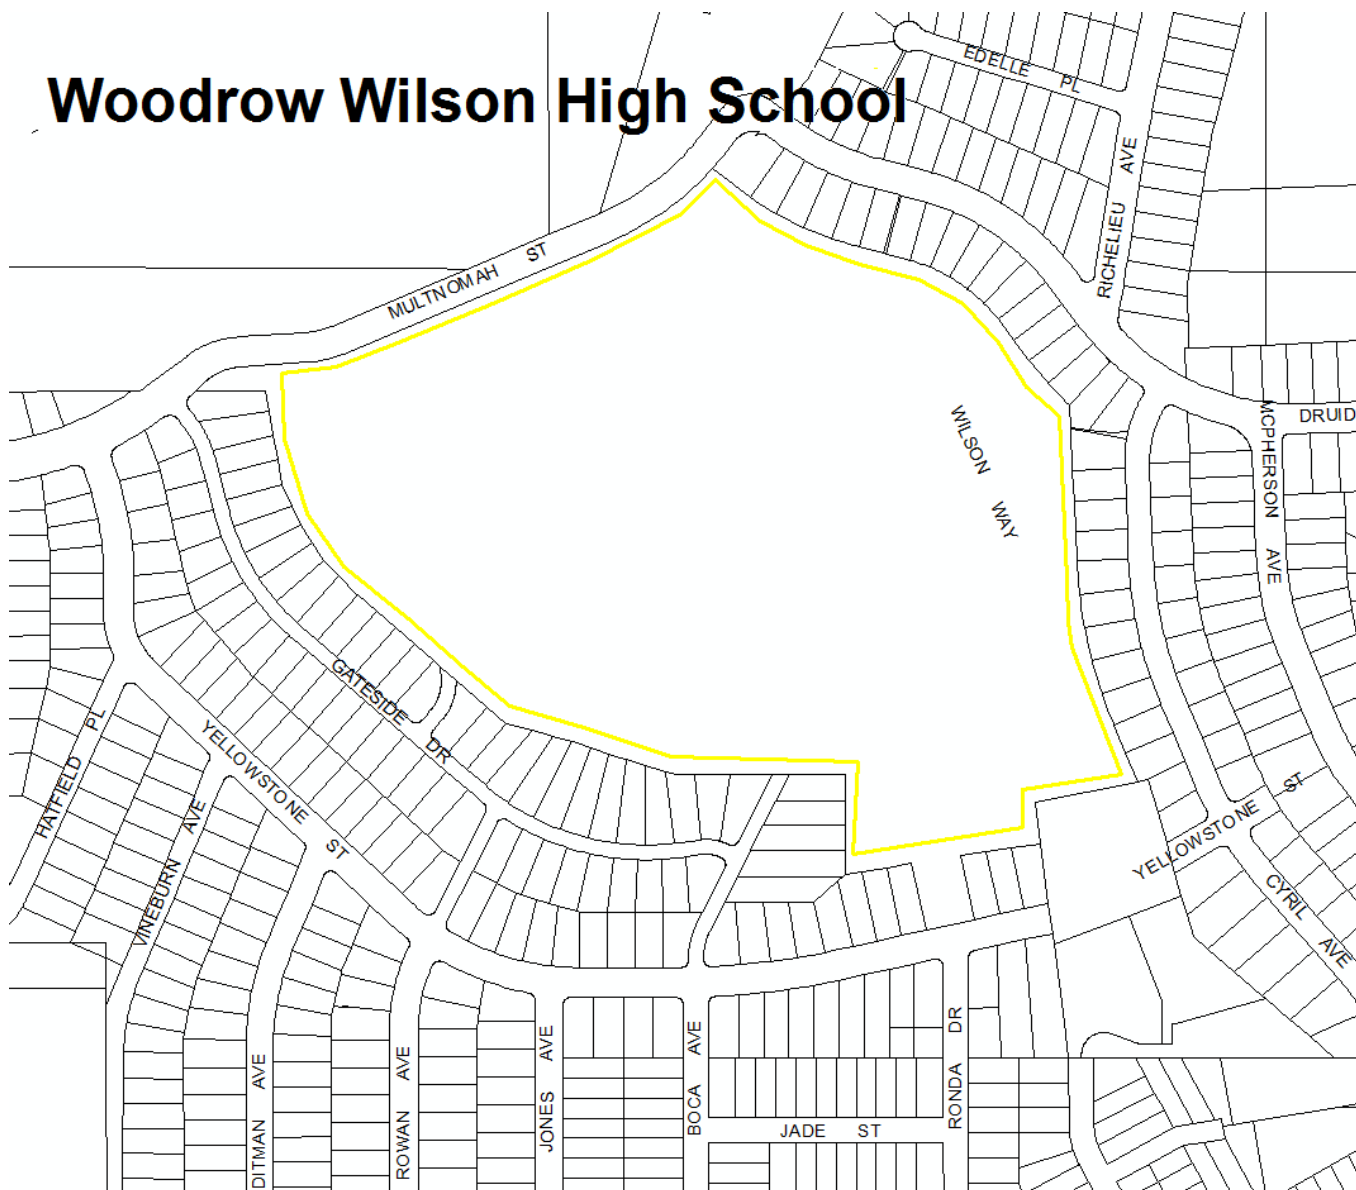 Woodrow Wilson High School
EDELLE PL
RICHELIEU AVE
MULTNOMAH ST
DRUID
MCPHERSON AVE
WILSON WAY
GATESIDE DR
YELLOWSTONE ST
HATFIELD PL
VINEBURN AVE
YELLOWSTONE ST
CYRIL AVE
DITMAN AVE
ROWAN AVE
JONES AVE
BOCA AVE
RONDA DR
JADE ST